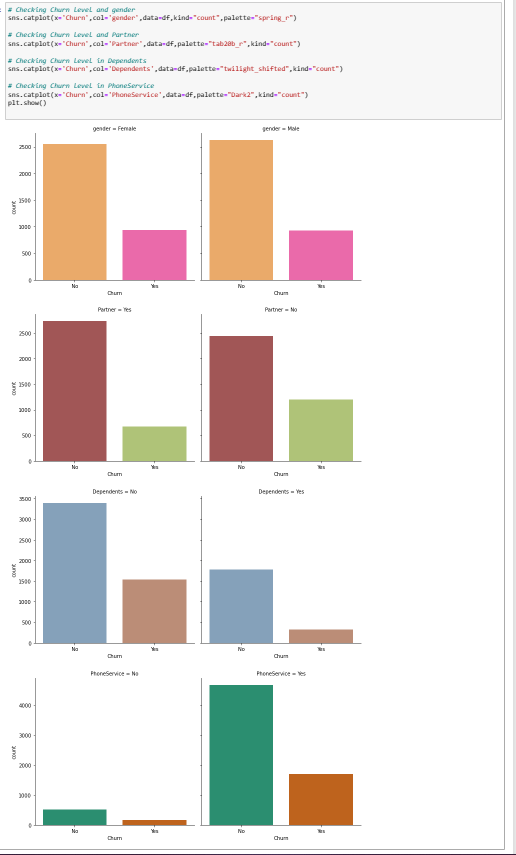 # Checking Churn Level and gender
sns.catplot(x='Churn',col='gender',data=df,kind="count",palette="spring_r")
# Checking Churn Level and Partner
sns.catplot(x='Churn',col='Partner',data=df,palette="tab20b_r",kind="count")
# Checking Churn Level in Dependents
sns.catplot(x='Churn',col='Dependents',data=df,palette="twilight_shifted",kind="count")
# Checking Churn Level in PhoneService
sns.catplot(x='Churn',col='PhoneService',data=df,palette="Dark2",kind="count")
plt.show()
gender = Female
gender = Male
2500
2000
1500
1000
500
0
count
No
Yes
No
Yes
Churn
Churn
Partner = Yes
Partner = No
2500
2000
1500
1000
500
0
count
No
Yes
No
Yes
Churn
Churn
Dependents = No
Dependents = Yes
3500
3000
2500
2000
1500
1000
500
0
count
No
Yes
No
Yes
Churn
Churn
PhoneService = No
PhoneService = Yes
4000
3000
2000
1000
0
count
No
Yes
No
Yes
Churn
Churn